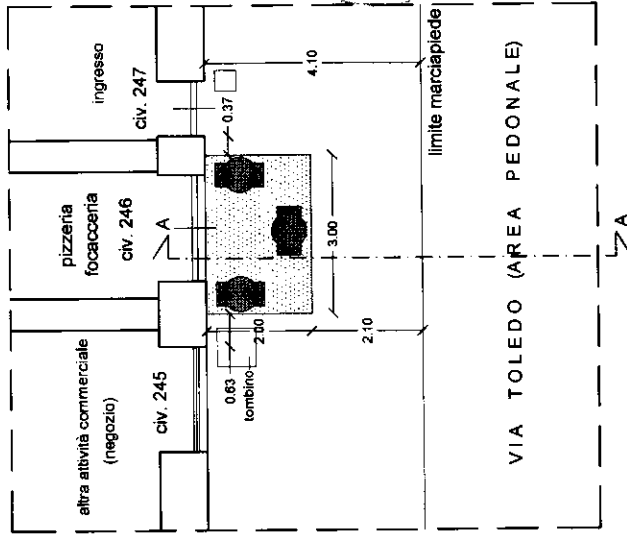 altra attività commerciale
(negozio)
civ. 245
pizzeria
focacceria
civ. 246
ingresso
civ. 247
A
0.37
4.10
0.63
tombino
2.00
3.00
2.10
limite marciapiede
VIA TOLEDO (AREA PEDONALE)
A